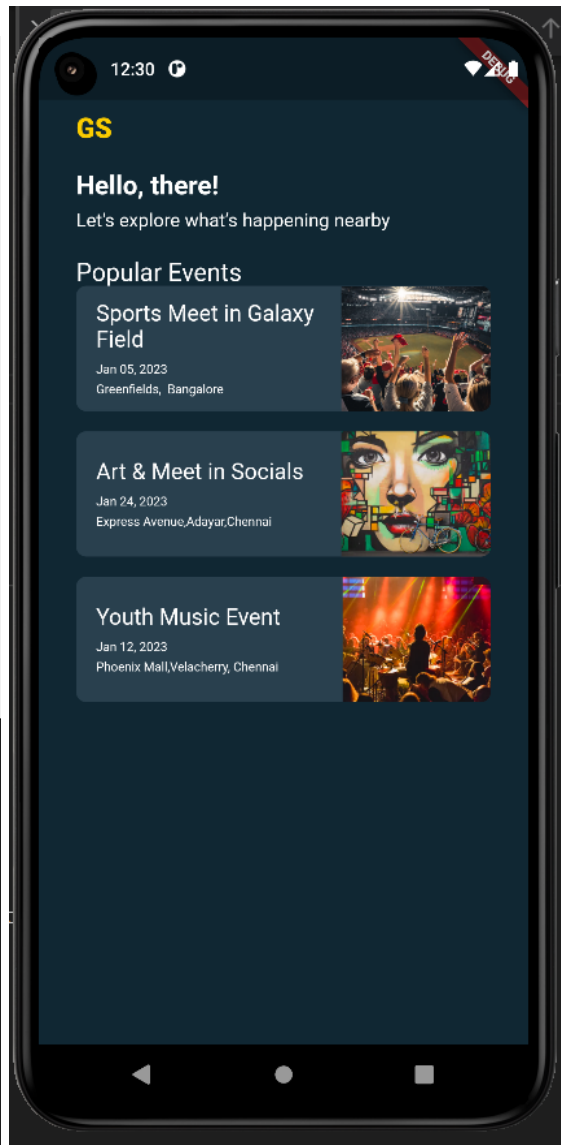 12:30
DEBUG
GS
Hello, there!
Let's explore what's happening nearby
Popular Events
Sports Meet in Galaxy
Field
Jan 05, 2023
Greenfields,  Bangalore
Art & Meet in Socials
Jan 24, 2023
Express Avenue,Adayar,Chennai
Youth Music Event
Jan 12, 2023
Phoenix Mall,Velacherry, Chennai